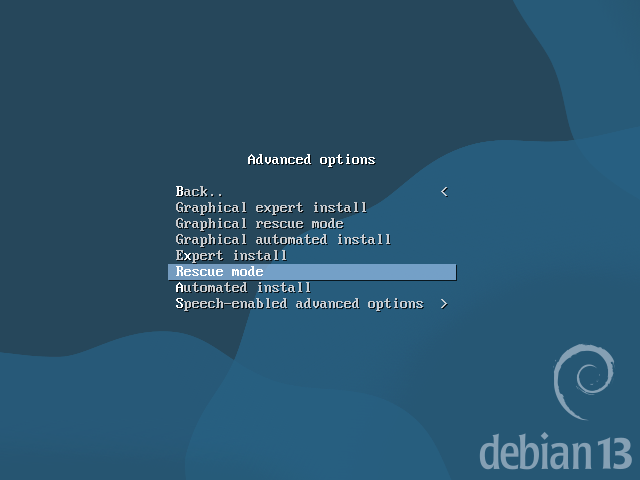 Advanced options
Back.. <
Graphical expert install
Graphical rescue mode
Graphical automated install
Expert install
Rescue mode
Automated install
Speech-enabled advanced options >
debian 13